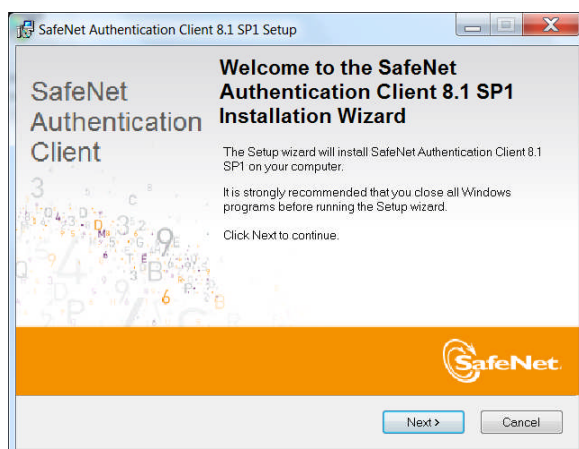 SafeNet Authentication Client 8.1 SP1 Setup
SafeNet
Authentication
Client
Welcome to the SafeNet
Authentication Client 8.1 SP1
Installation Wizard
The Setup wizard will install SafeNet Authentication Client 8.1
SP1 on your computer.
It is strongly recommended that you close all Windows
programs before running the Setup wizard.
Click Next to continue.
SafeNet.
Next >
Cancel